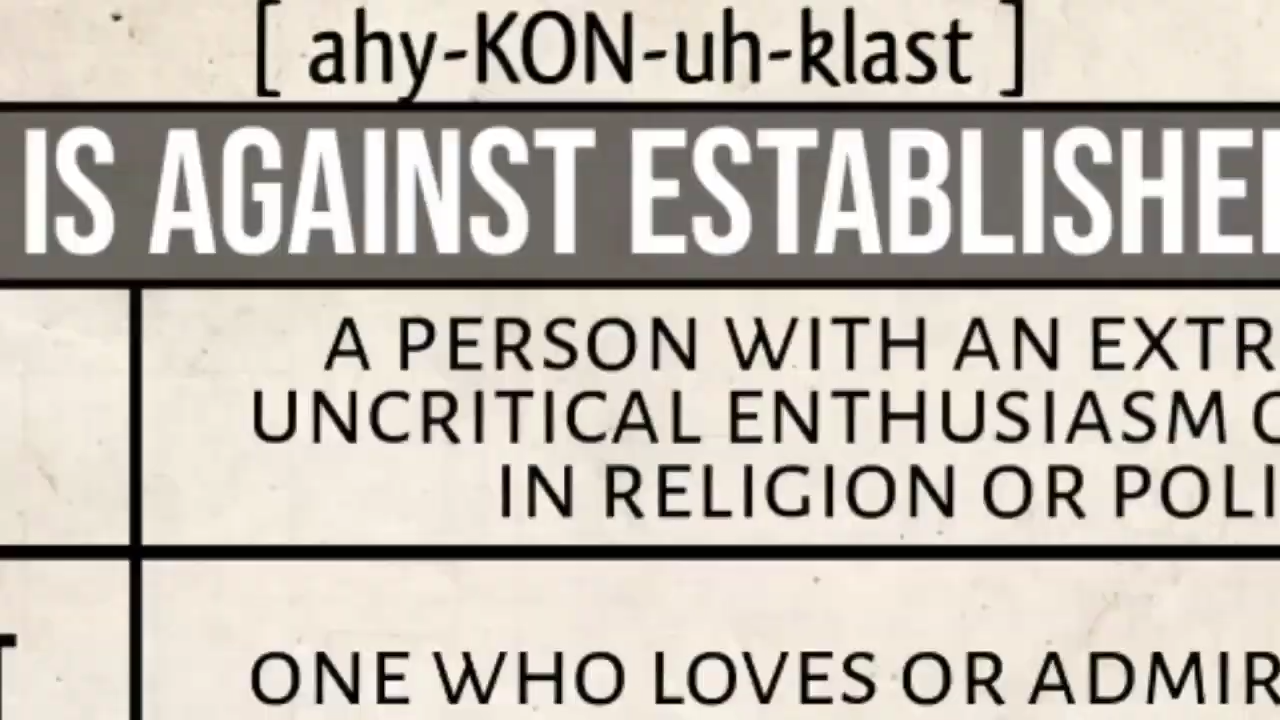 [ ahy-KON-uh-klast ]
IS AGAINST ESTABLISHE
A PERSON WITH AN EXTR
UNCRITICAL ENTHUSIASM O
IN RELIGION OR POLI
ONE WHO LOVES OR ADMIR